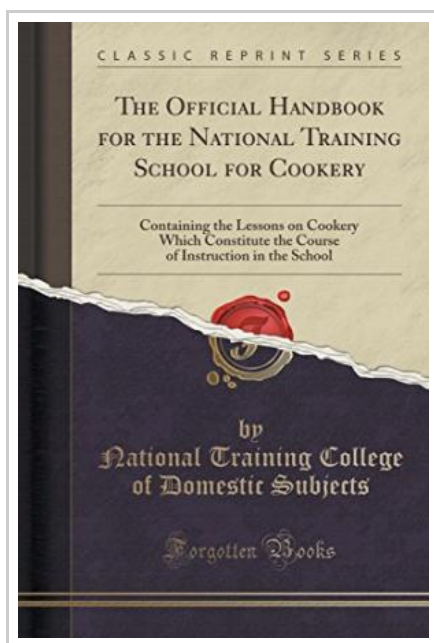 CLASSIC REPRINT SERIES
THE OFFICIAL HANDBOOK
FOR THE NATIONAL TRAINING
SCHOOL FOR COOKERY
Containing the Lessons on Cookery
Which Constitute the Course
of Instruction in the School
by
National Training College
of Domestic Subjects
Forgotten Books